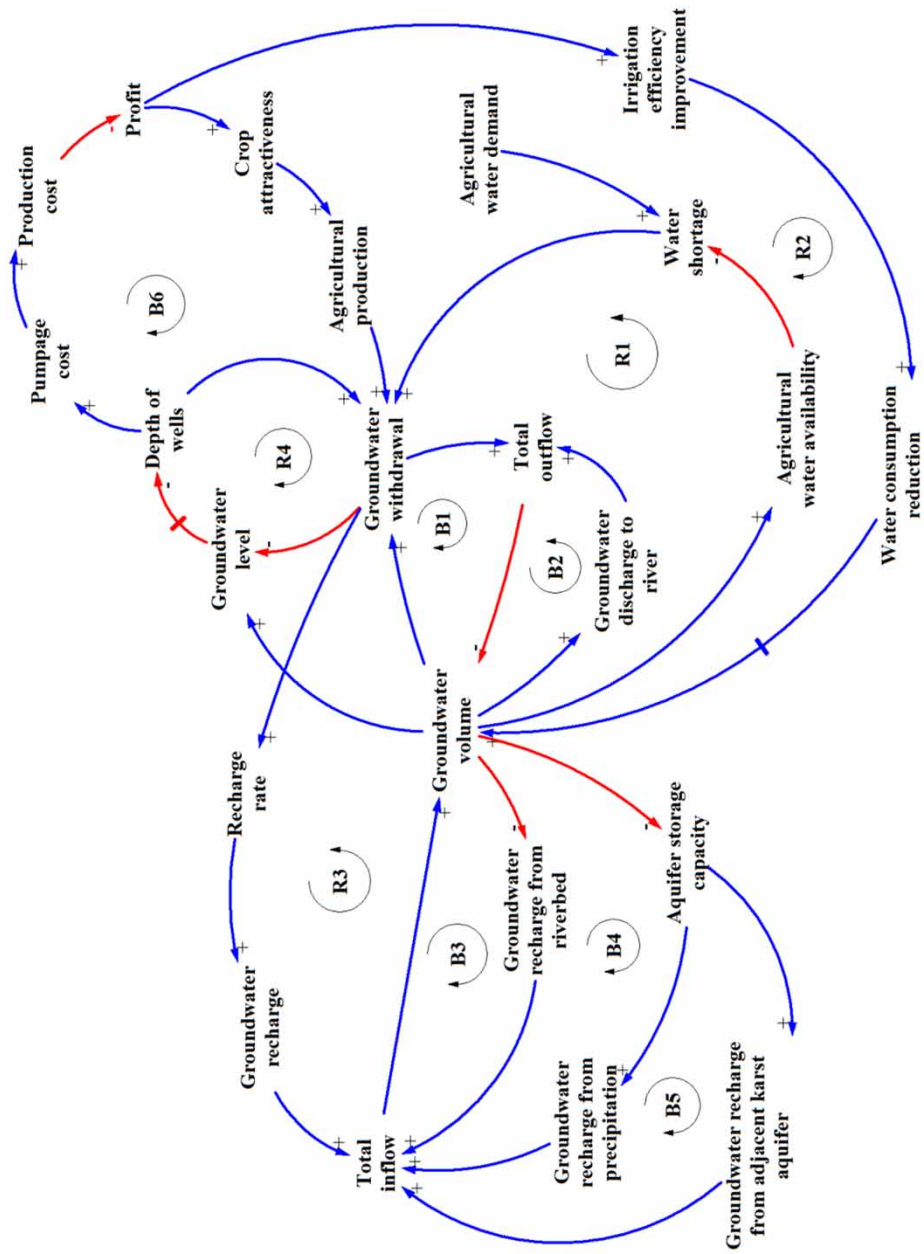 Pumpage
cost
Production
cost
Profit
Crop
attractiveness
Agricultural
production
Depth of
wells
Groundwater
level
Groundwater
withdrawal
Recharge
rate
Groundwater
recharge
Total
inflow
Groundwater
volume
Total
outflow
Groundwater
discharge to
river
Groundwater
recharge from
riverbed
Groundwater
recharge from
precipitation
Groundwater recharge
from adjacent karst
aquifer
Aquifer storage
capacity
Agricultural
water availability
Water
shortage
Agricultural
water demand
Irrigation
efficiency
improvement
Water consumption
reduction
B6
R4
B1
B2
R1
R2
R3
B3
B4
B5
+
+
-
+
+
+
+
+
+
-
-
+
+
+
+
-
+
+
+
+
+
-
+
+
-
+
+
+
+
-
+
+
+
+